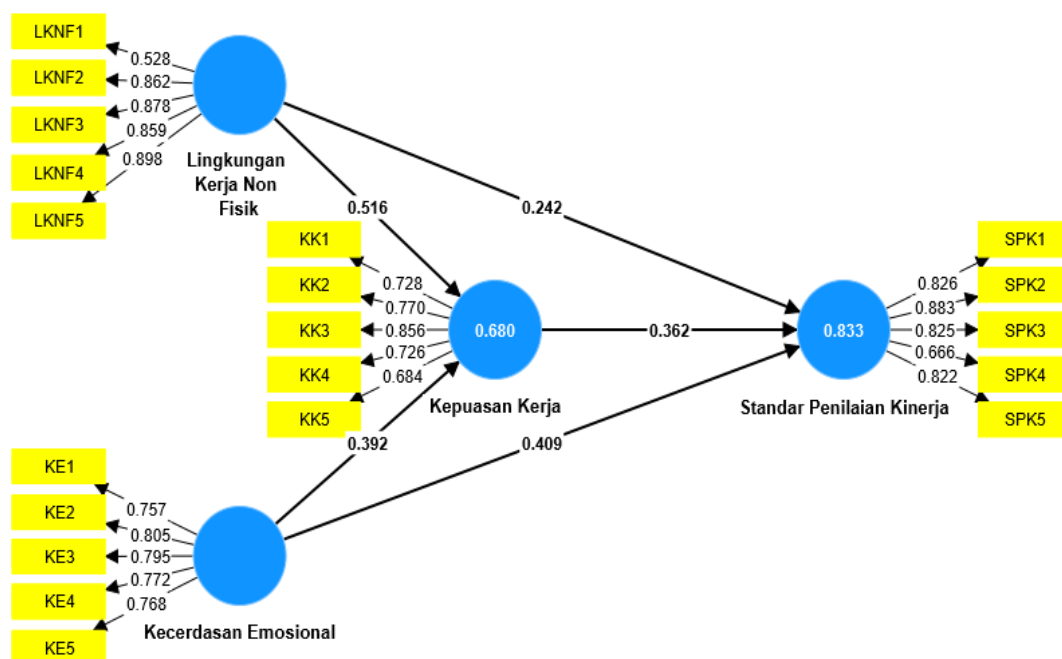 LKNF1
LKNF2
LKNF3
LKNF4
LKNF5
0.528
0.862
0.878
0.859
0.898
Lingkungan
Kerja Non
Fisik
0.516
0.242
KK1
KK2
KK3
KK4
KK5
0.728
0.770
0.856
0.726
0.684
0.680
Kepuasan Kerja
0.362
0.833
Standar Penilaian Kinerja
0.826
0.883
0.825
0.666
0.822
SPK1
SPK2
SPK3
SPK4
SPK5
0.392
0.409
KE1
KE2
KE3
KE4
KE5
0.757
0.805
0.795
0.772
0.768
Kecerdasan Emosional